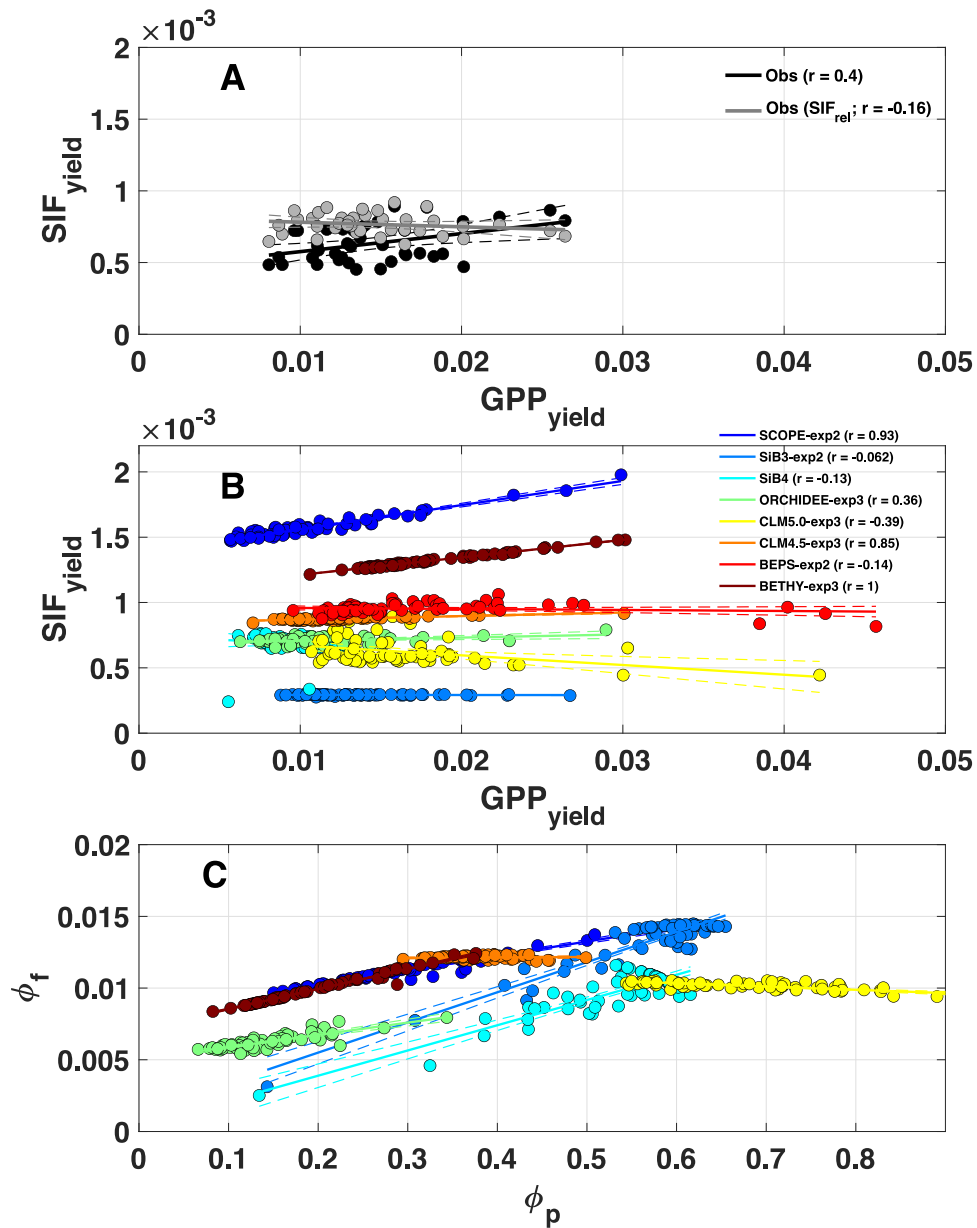 ×10⁻³
2
A
Obs (r = 0.4)
Obs (SIF_rel; r = -0.16)
1.5
SIF_yield
1
0.5
0
0 0.01 0.02 0.03 0.04 0.05
GPP_yield
×10⁻³
SCOPE-exp2 (r = 0.93)
2
B
SiB3-exp2 (r = -0.062)
SiB4 (r = -0.13)
ORCHIDEE-exp3 (r = 0.36)
1.5
CLM5.0-exp3 (r = -0.39)
CLM4.5-exp3 (r = 0.85)
BEPS-exp2 (r = -0.14)
BETHY-exp3 (r = 1)
SIF_yield
1
0.5
0
0 0.01 0.02 0.03 0.04 0.05
GPP_yield
0.02
C
0.015
ϕ_f
0.01
0.005
0
0 0.1 0.2 0.3 0.4 0.5 0.6 0.7 0.8
ϕ_p